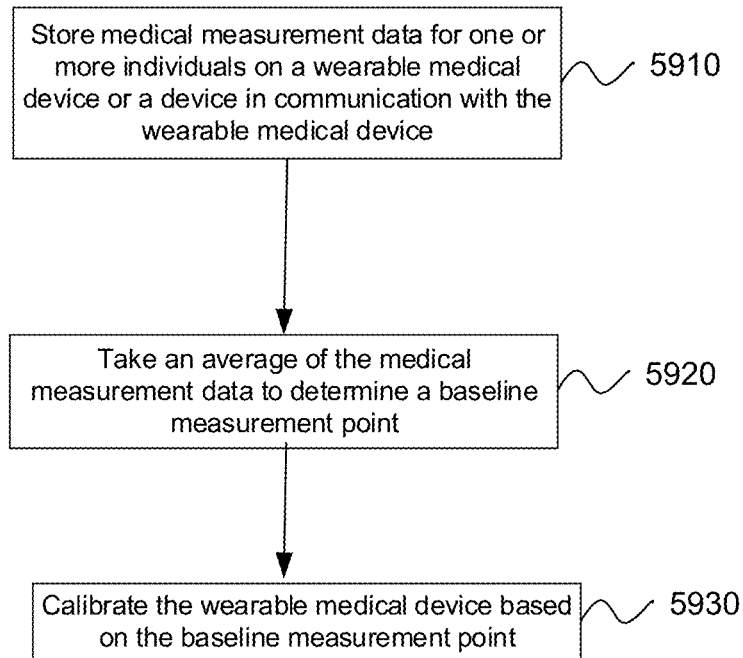 Store medical measurement data for one or
more individuals on a wearable medical
device or a device in communication with the
wearable medical device
5910
Take an average of the medical
measurement data to determine a baseline
measurement point
5920
Calibrate the wearable medical device based
on the baseline measurement point
5930